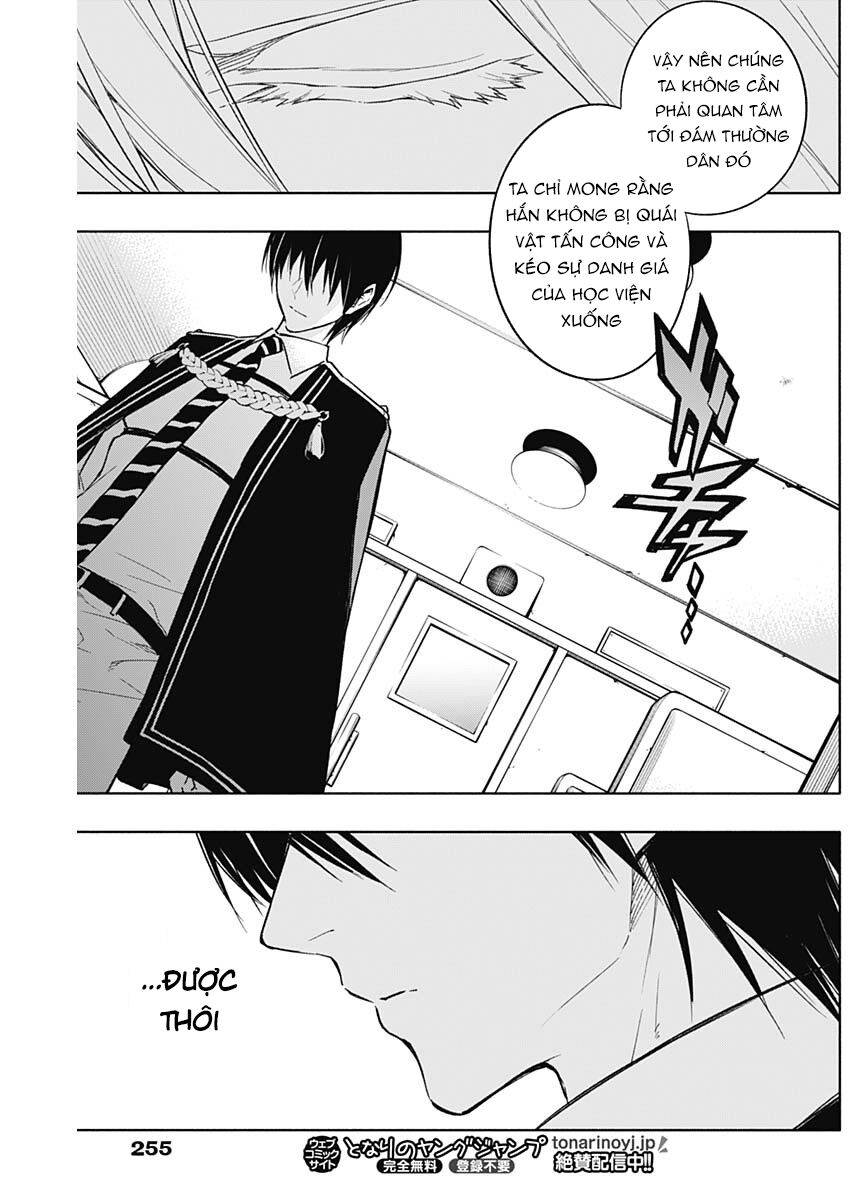 VẬY NÊN CHÚNG
TA KHÔNG CẦN
PHẢI QUAN TÂM
TỚI ĐÁM THƯỜNG
DÂN ĐÓ
TA CHỈ MONG RẰNG
HẮN KHÔNG BỊ QUÁI
VẬT TẤN CÔNG VÀ
KÉO SỰ DANH GIÁ
CỦA HỌC VIỆN
XUỐNG
...ĐƯỢC
THÔI
255
ウェブ
コミック
サイト
となりのヤングジャンプ
完全無料
登録不要
tonarinoyj.jp
絶賛配信中!!